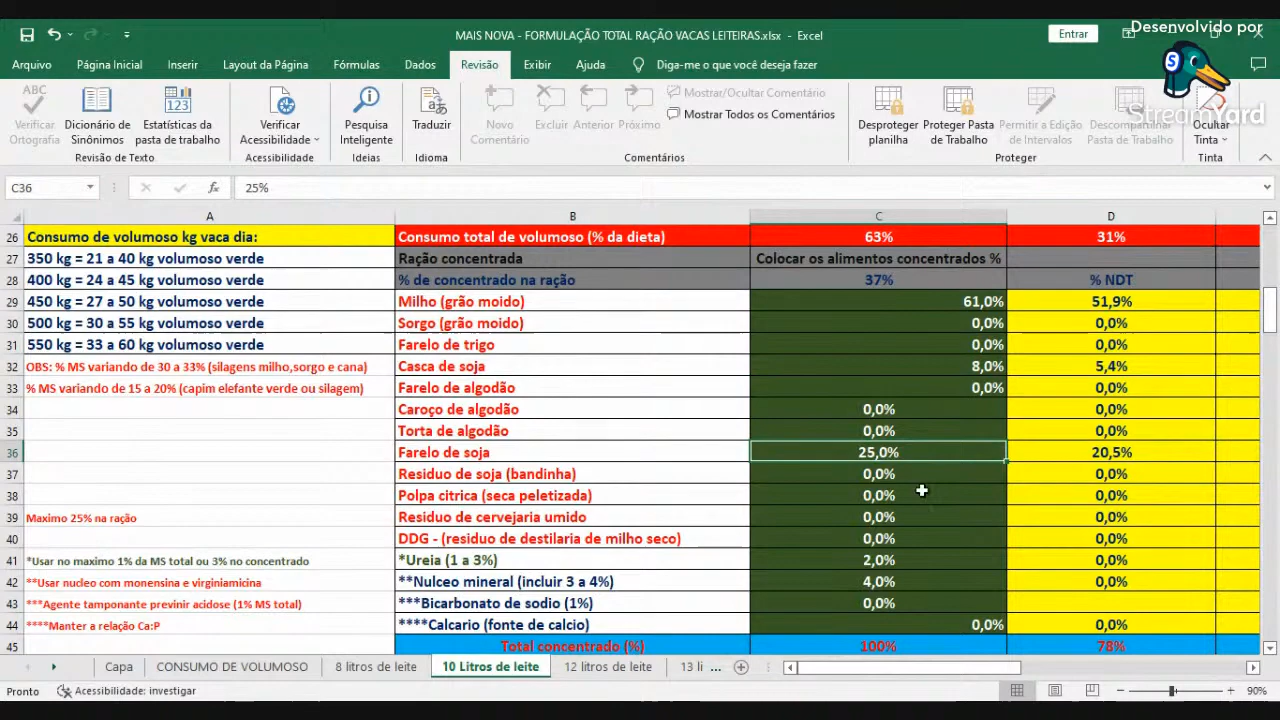 Desenvolvido por
MAIS NOVA - FORMULAÇÃO TOTAL RAÇÃO VACAS LEITEIRAS.xlsx - Excel
Entrar
StreamYard
Arquivo Página Inicial Inserir Layout da Página Fórmulas Dados Revisão Exibir Ajuda Diga-me o que você deseja fazer
ABC
Verificar Ortografia
Dicionário de Sinônimos
123
Estatísticas da pasta de trabalho
Revisão de Texto
Verificar Acessibilidade
Acessibilidade
Pesquisa Inteligente
Ideias
Traduzir
Idioma
Novo Comentário
Excluir
Anterior
Próximo
Mostrar/Ocultar Comentário
Mostrar Todos os Comentários
Comentários
Desproteger planilha
Proteger Pasta de Trabalho
Permitir a Edição de Intervalos
Descompartilhar Pasta de Trabalho
Proteger
Ocultar Tinta
Tinta
C36 fx 25%
A B C D
26 Consumo de volumoso kg vaca dia: Consumo total de volumoso (% da dieta) 63% 31%
27 350 kg = 21 a 40 kg volumoso verde Ração concentrada Colocar os alimentos concentrados %
28 400 kg = 24 a 45 kg volumoso verde % de concentrado na ração 37% % NDT
29 450 kg = 27 a 50 kg volumoso verde Milho (grão moido) 61,0% 51,9%
30 500 kg = 30 a 55 kg volumoso verde Sorgo (grão moido) 0,0% 0,0%
31 550 kg = 33 a 60 kg volumoso verde Farelo de trigo 0,0% 0,0%
32 OBS: % MS variando de 30 a 33% (silagens milho,sorgo e cana) Casca de soja 8,0% 5,4%
33 % MS variando de 15 a 20% (capim elefante verde ou silagem) Farelo de algodão 0,0% 0,0%
34 Caroço de algodão 0,0% 0,0%
35 Torta de algodão 0,0% 0,0%
36 Farelo de soja 25,0% 20,5%
37 Residuo de soja (bandinha) 0,0% 0,0%
38 Polpa citrica (seca peletizada) 0,0% 0,0%
39 Maximo 25% na ração Residuo de cervejaria umido 0,0% 0,0%
40 DDG - (residuo de destilaria de milho seco) 0,0% 0,0%
41 *Usar no maximo 1% da MS total ou 3% no concentrado *Ureia (1 a 3%) 2,0% 0,0%
42 **Usar nucleo com monensina e virginiamicina **Nulceo mineral (incluir 3 a 4%) 4,0% 0,0%
43 ***Agente tamponante previnir acidose (1% MS total) ***Bicarbonato de sodio (1%) 0,0%
44 ****Manter a relação Ca:P ****Calcario (fonte de calcio) 0,0% 0,0%
45 Total concentrado (%) 100% 78%
Capa CONSUMO DE VOLUMOSO 8 litros de leite 10 Litros de leite 12 litros de leite 13 li ...
Pronto Acessibilidade: investigar 90%